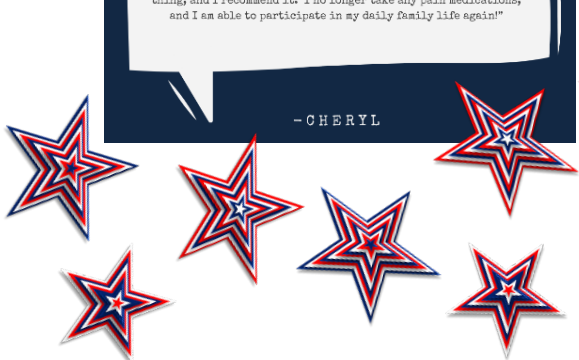 thing, and I recommend it. I no longer take any pain medications,
and I am able to participate in my daily family life again!"
-CHERYL